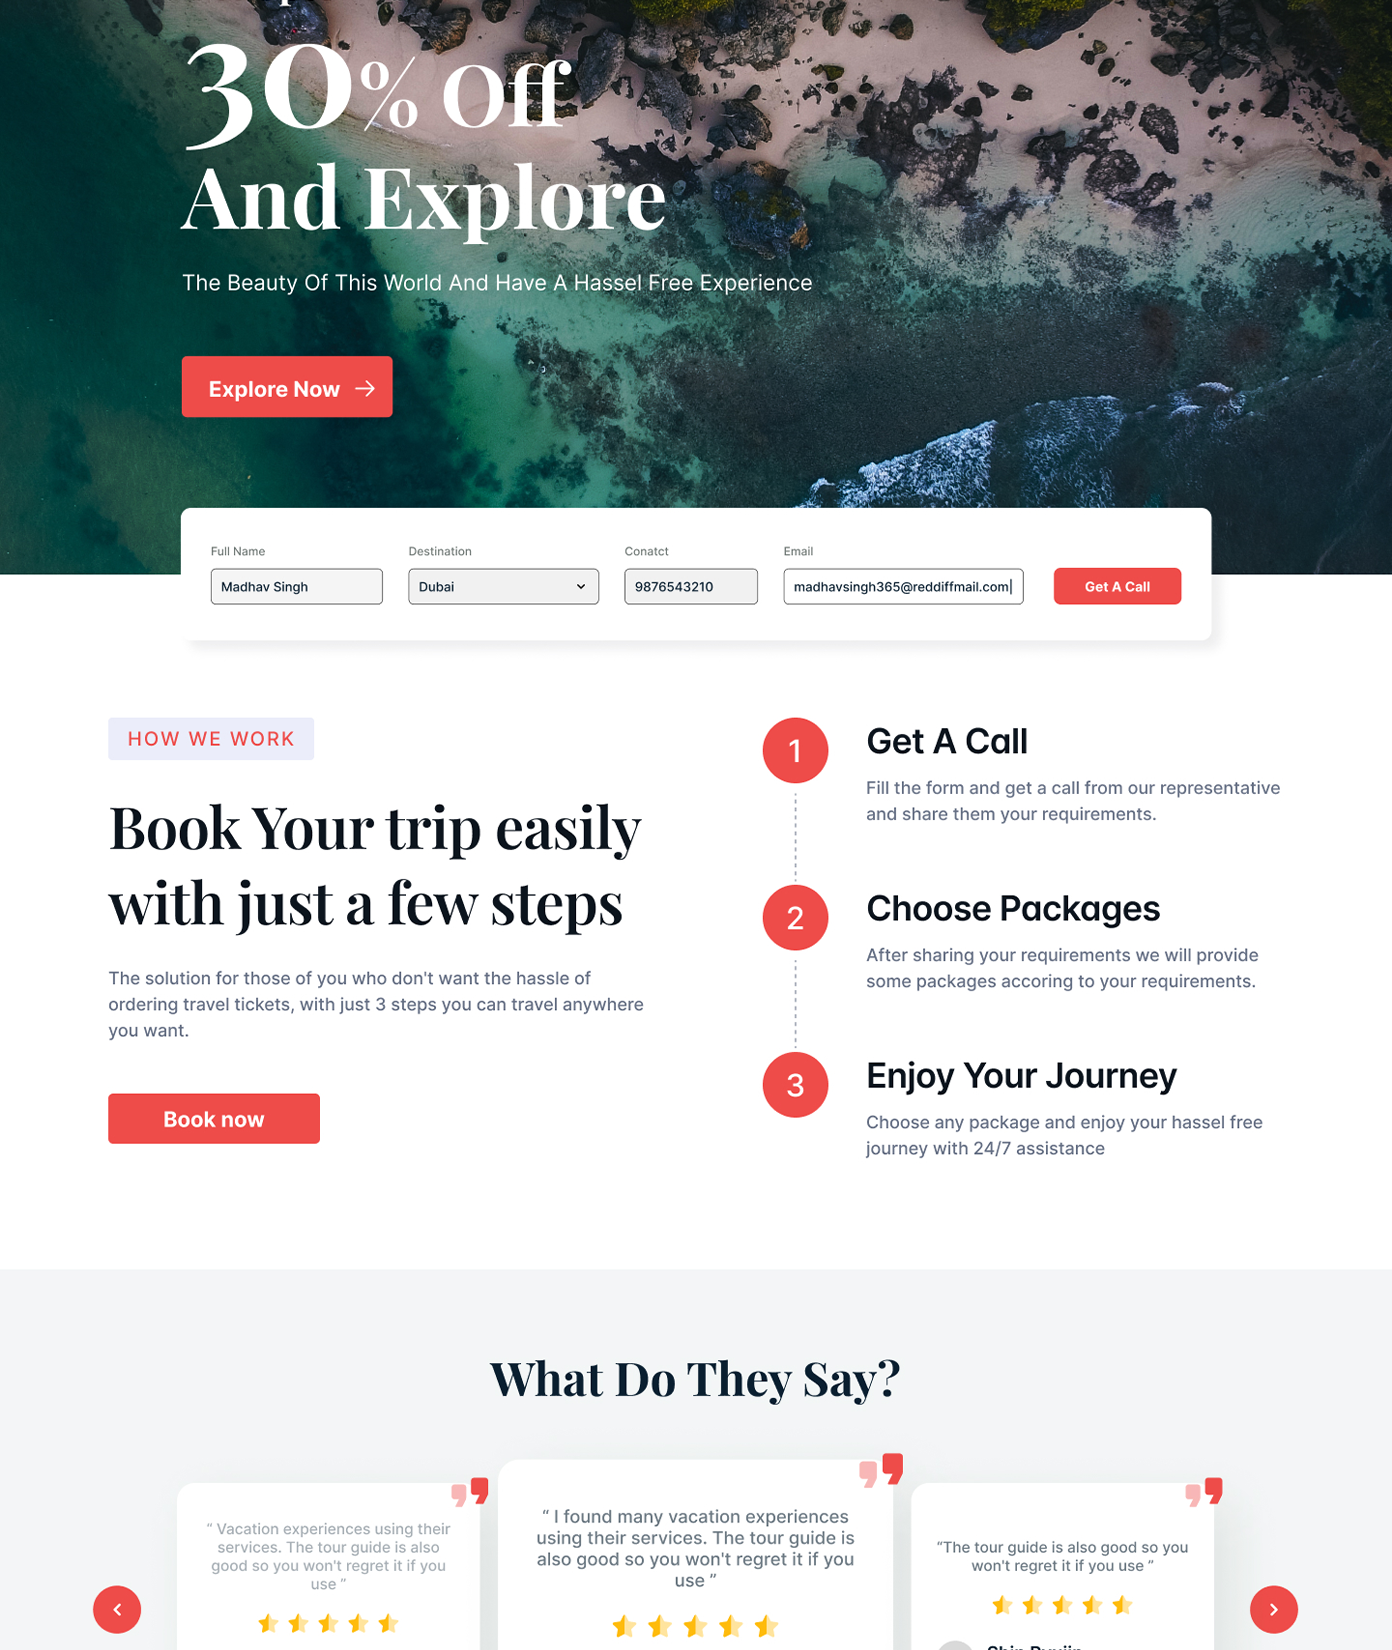 30% Off
And Explore
The Beauty Of This World And Have A Hassel Free Experience
Explore Now
Full Name
Destination
Conatct
Email
Madhav Singh
Dubai
9876543210
madhavsingh365@reddiffmail.com
Get A Call
HOW WE WORK
Book Your trip easily
with just a few steps
The solution for those of you who don't want the hassle of
ordering travel tickets, with just 3 steps you can travel anywhere
you want.
Book now
1
Get A Call
Fill the form and get a call from our representative
and share them your requirements.
2
Choose Packages
After sharing your requirements we will provide
some packages accoring to your requirements.
3
Enjoy Your Journey
Choose any package and enjoy your hassel free
journey with 24/7 assistance
What Do They Say?
“ Vacation experiences using their
services. The tour guide is also
good so you won't regret it if you
use ”
“ I found many vacation experiences
using their services. The tour guide is
also good so you won't regret it if you
use ”
“The tour guide is also good so you
won't regret it if you use ”